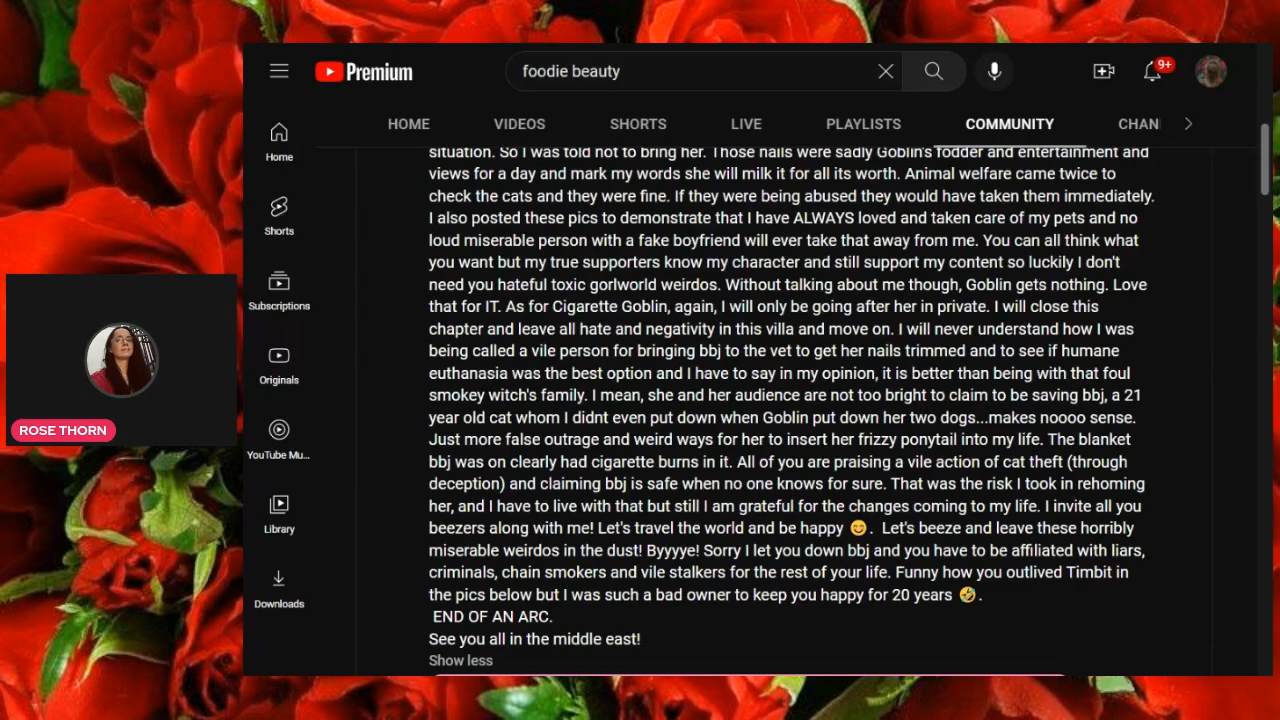 Premium
foodie beauty
9+
HOME
VIDEOS
SHORTS
LIVE
PLAYLISTS
COMMUNITY
CHAN
Home
Shorts
Subscriptions
Originals
YouTube Mu...
Library
Downloads
ROSE THORN
situation. So I was told not to bring her. Those nails were sadly Goblin's fodder and entertainment and
views for a day and mark my words she will milk it for all its worth. Animal welfare came twice to
check the cats and they were fine. If they were being abused they would have taken them immediately.
I also posted these pics to demonstrate that I have ALWAYS loved and taken care of my pets and no
loud miserable person with a fake boyfriend will ever take that away from me. You can all think what
you want but my true supporters know my character and still support my content so luckily I don't
need you hateful toxic gorlworld weirdos. Without talking about me though, Goblin gets nothing. Love
that for IT. As for Cigarette Goblin, again, I will only be going after her in private. I will close this
chapter and leave all hate and negativity in this villa and move on. I will never understand how I was
being called a vile person for bringing bbj to the vet to get her nails trimmed and to see if humane
euthanasia was the best option and I have to say in my opinion, it is better than being with that foul
smokey witch's family. I mean, she and her audience are not too bright to claim to be saving bbj, a 21
year old cat whom I didnt even put down when Goblin put down her two dogs...makes noooo sense.
Just more false outrage and weird ways for her to insert her frizzy ponytail into my life. The blanket
bbj was on clearly had cigarette burns in it. All of you are praising a vile action of cat theft (through
deception) and claiming bbj is safe when no one knows for sure. That was the risk I took in rehoming
her, and I have to live with that but still I am grateful for the changes coming to my life. I invite all you
beezers along with me! Let's travel the world and be happy 😊. Let's beeze and leave these horribly
miserable weirdos in the dust! Byyyye! Sorry I let you down bbj and you have to be affiliated with liars,
criminals, chain smokers and vile stalkers for the rest of your life. Funny how you outlived Timbit in
the pics below but I was such a bad owner to keep you happy for 20 years 🤣.
END OF AN ARC.
See you all in the middle east!
Show less